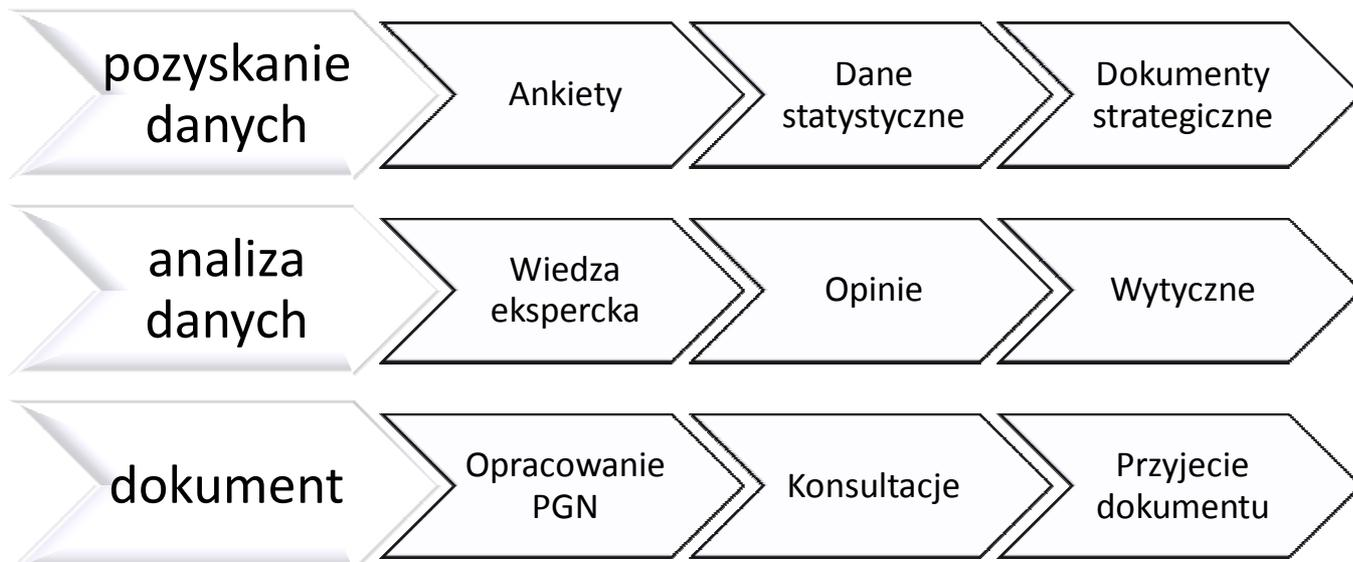 pozyskanie
danych
Ankiety
Dane
statystyczne
Dokumenty
strategiczne
analiza
danych
Wiedza
ekspercka
Opinie
Wytyczne
dokument
Opracowanie
PGN
Konsultacje
Przyjecie
dokumentu